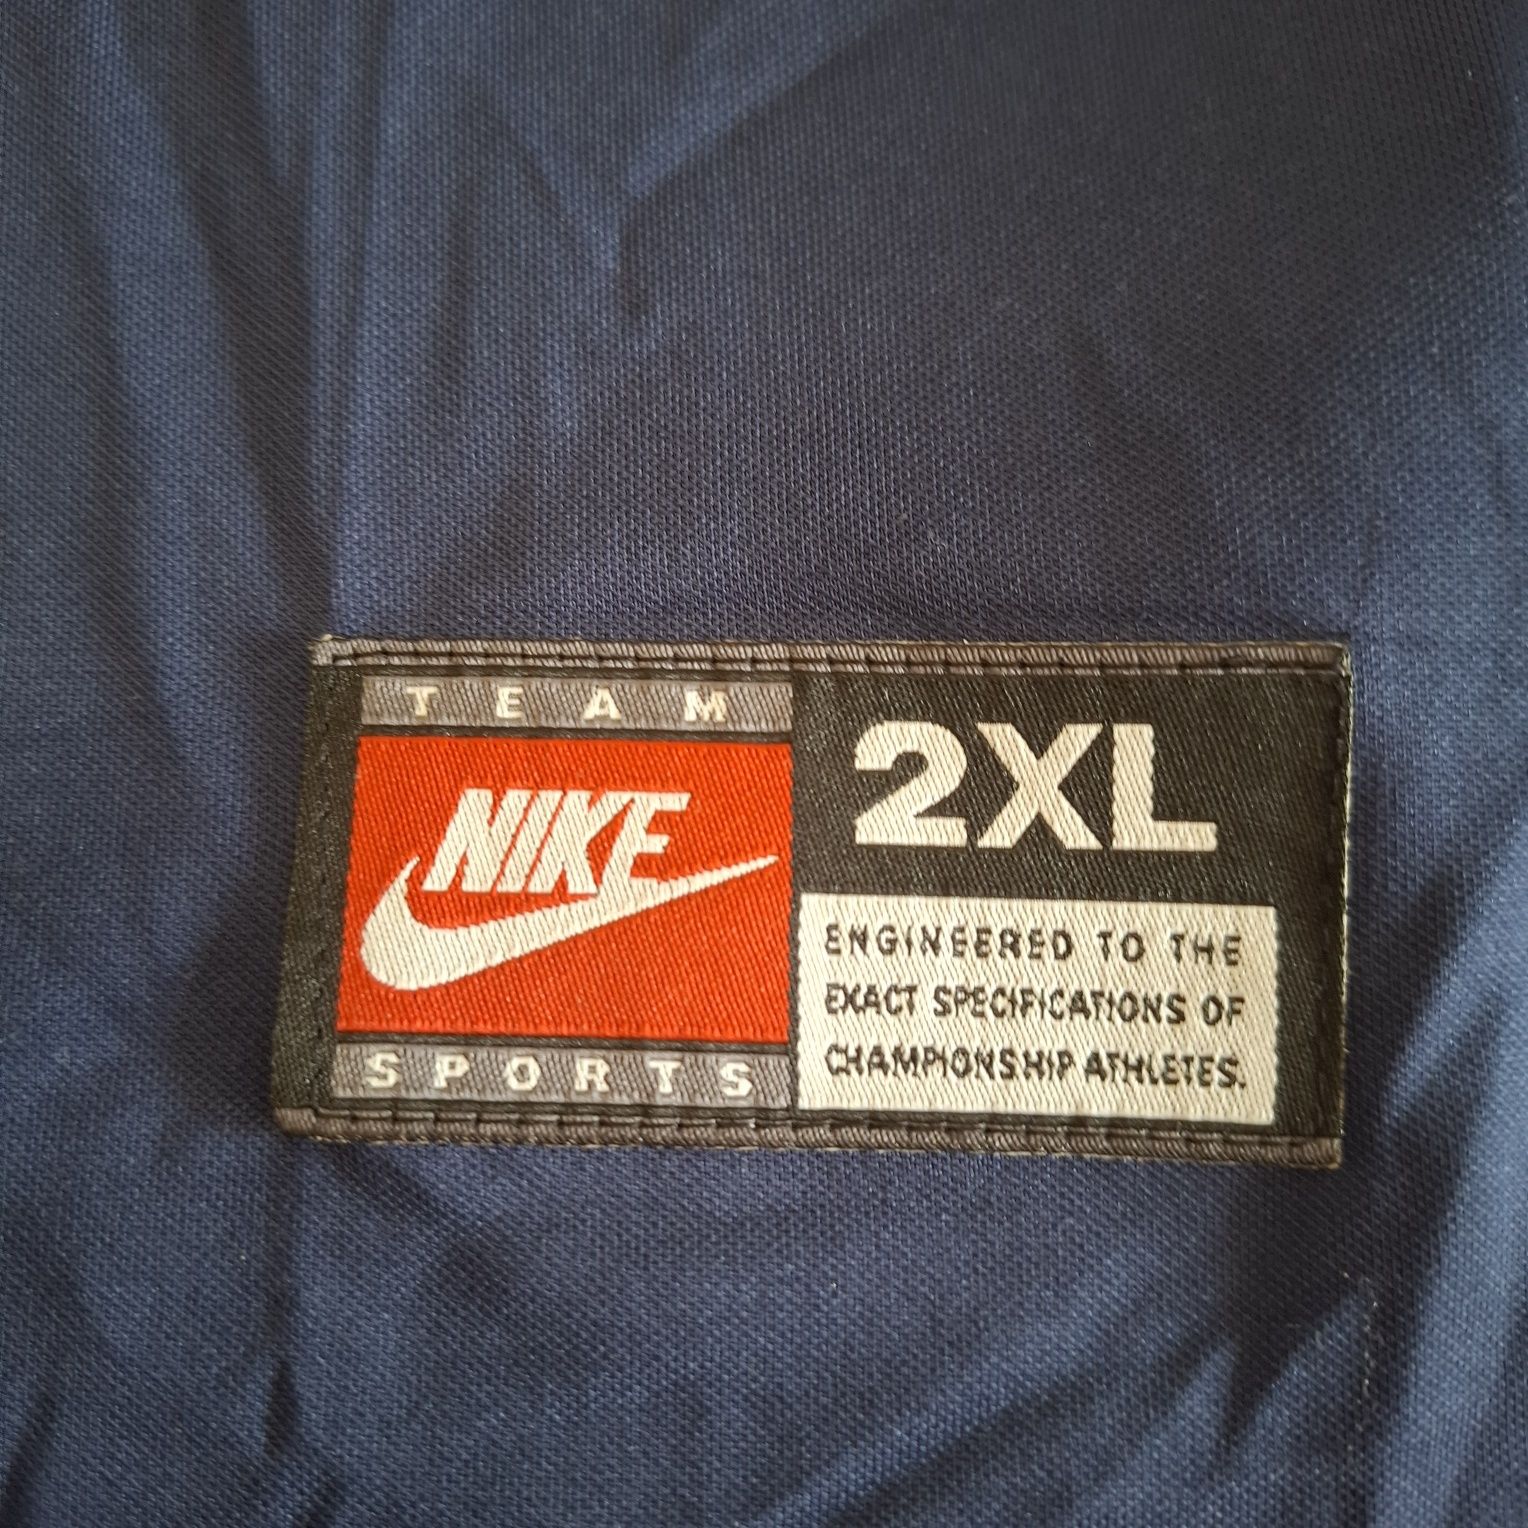 TEAM
NIKE
SPORTS
2XL
ENGINEERED TO THE
EXACT SPECIFICATIONS OF
CHAMPIONSHIP ATHLETES.